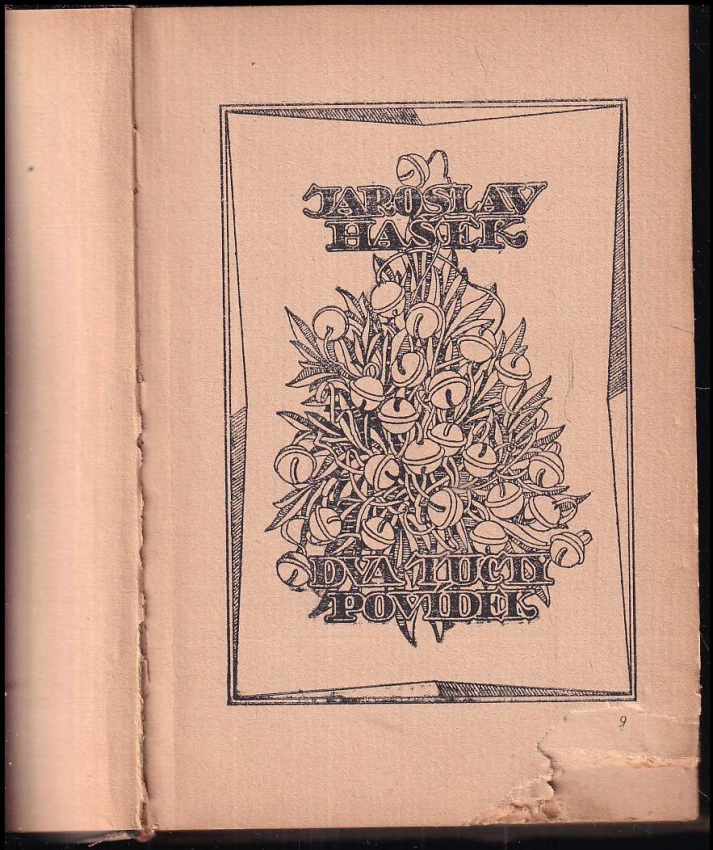 JAROSLAV
HAŠEK
DVA TUCTY
POVÍDEK
9